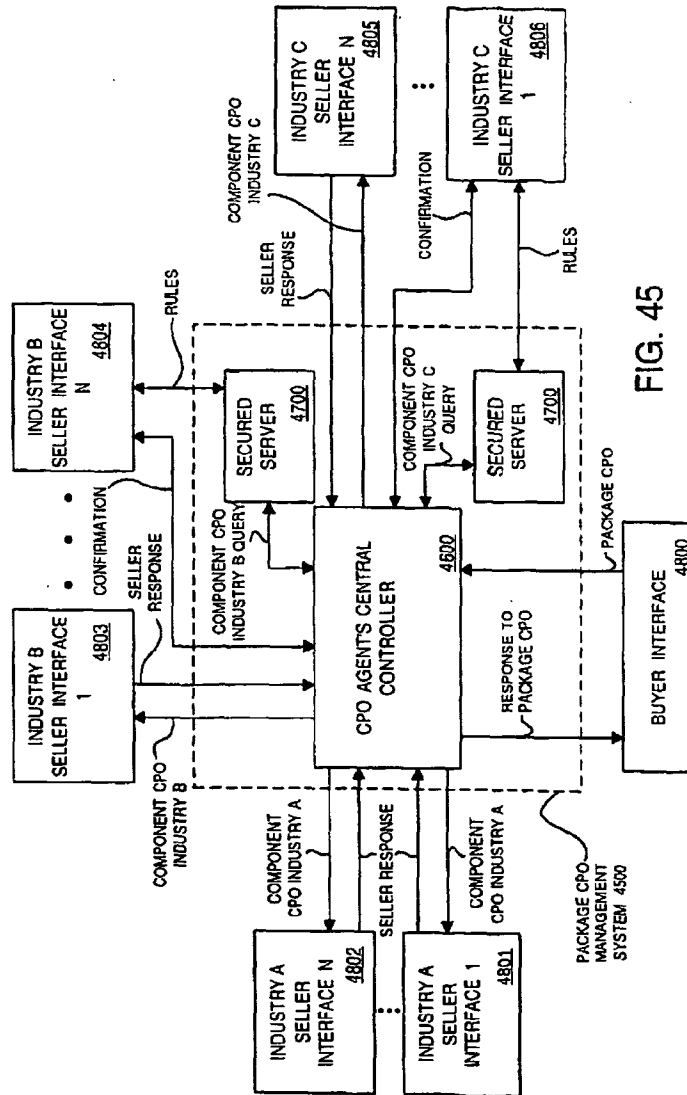 INDUSTRY B
SELLER INTERFACE
1
4803
INDUSTRY B
SELLER INTERFACE
N
4804
COMPONENT CPO
INDUSTRY B
SELLER
RESPONSE
CONFIRMATION
RULES
COMPONENT CPO
INDUSTRY B QUERY
SECURED
SERVER
4700
SELLER
RESPONSE
COMPONENT CPO
INDUSTRY C
INDUSTRY C
SELLER
INTERFACE
N
4805
INDUSTRY A
SELLER
INTERFACE
N
4802
COMPONENT
CPO INDUSTRY A
SELLER RESPONSE
COMPONENT
CPO INDUSTRY A
INDUSTRY A
SELLER
INTERFACE
1
4801
CPO AGENT'S CENTRAL
CONTROLLER
4600
CONFIRMATION
INDUSTRY C
SELLER INTERFACE
1
4806
COMPONENT CPO
INDUSTRY C
QUERY
SECURED
SERVER
4700
RULES
PACKAGE CPO
MANAGEMENT
SYSTEM 4500
RESPONSE TO
PACKAGE CPO
PACKAGE CPO
BUYER INTERFACE
4800
FIG. 45